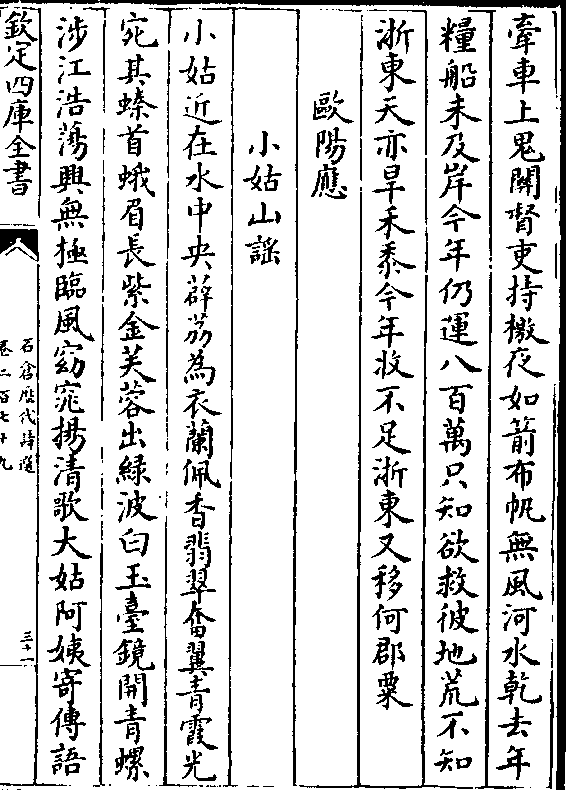 牽車上鬼關督吏持檄夜如箭布帆無風河水乾去年
糧船未及岸今年仍運八百萬只知欲救彼地荒不知
浙東天亦旱禾黍今年收不足浙東又移何郡粟
歐陽應
小姑山謡
小姑近在水中央薜荔為衣蘭佩香翡翠奮翼青霞光
宛其螓首蛾眉長紫金芙蓉出綠波白玉臺鏡開青螺
涉江浩蕩興無極臨風窈窕揚清歌大姑阿姨寄傳語
欽定四庫全書
石倉歷代詩選
卷二百七十九
三十一